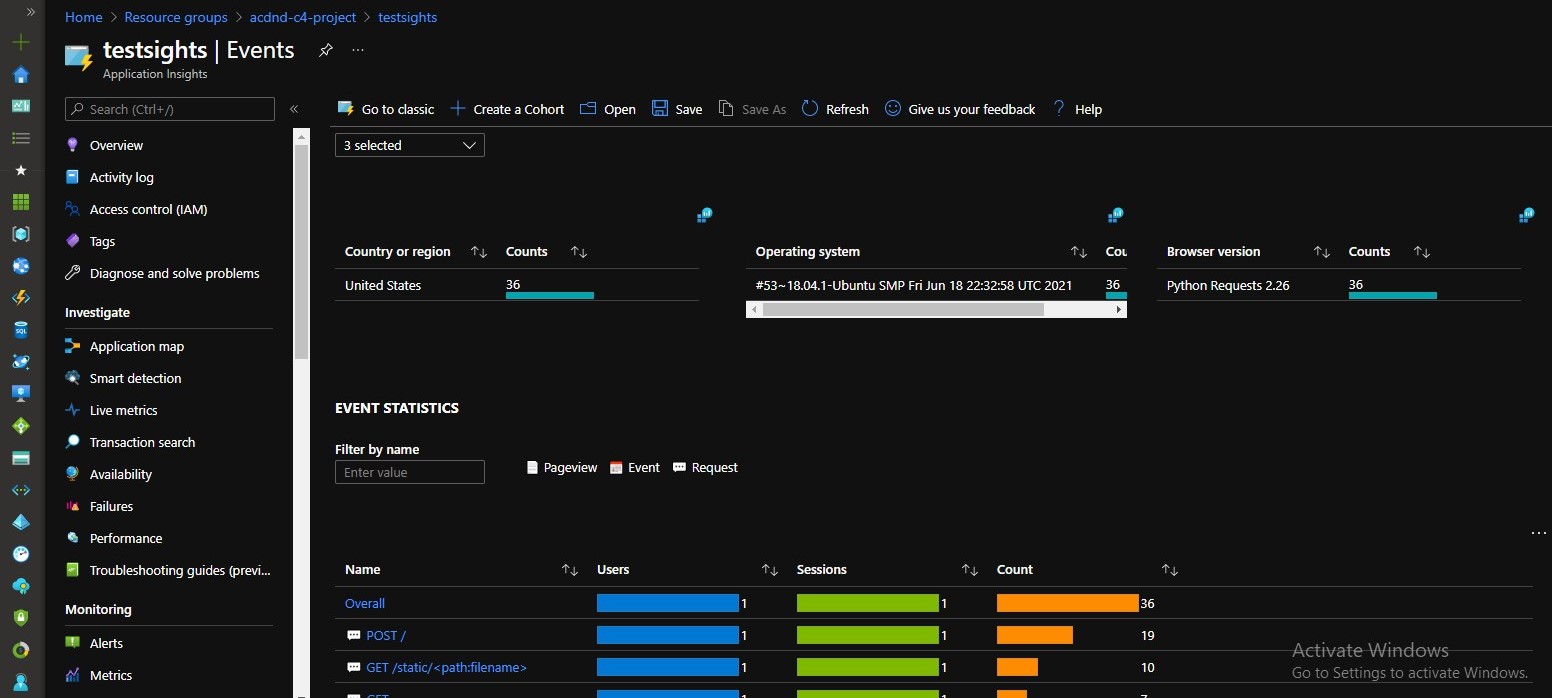 Home > Resource groups > acdnd-c4-project > testsights
testsights | Events
Application Insights
Search (Ctrl+/)
Go to classic
Create a Cohort
Open
Save
Save As
Refresh
Give us your feedback
? Help
3 selected
Overview
Activity log
Access control (IAM)
Tags
Diagnose and solve problems
Investigate
Application map
Smart detection
Live metrics
Transaction search
Availability
Failures
Performance
Troubleshooting guides (previ...
Monitoring
Alerts
Metrics
Country or region Counts
United States 36
Operating system Cou
#53~18.04.1-Ubuntu SMP Fri Jun 18 22:32:58 UTC 2021 36
Browser version Counts
Python Requests 2.26 36
EVENT STATISTICS
Filter by name
Enter value
Pageview Event Request
Name Users Sessions Count
Overall 1 1 36
POST / 1 1 19
GET /static/<path:filename> 1 1 10
Activate Windows
Go to Settings to activate Windows.